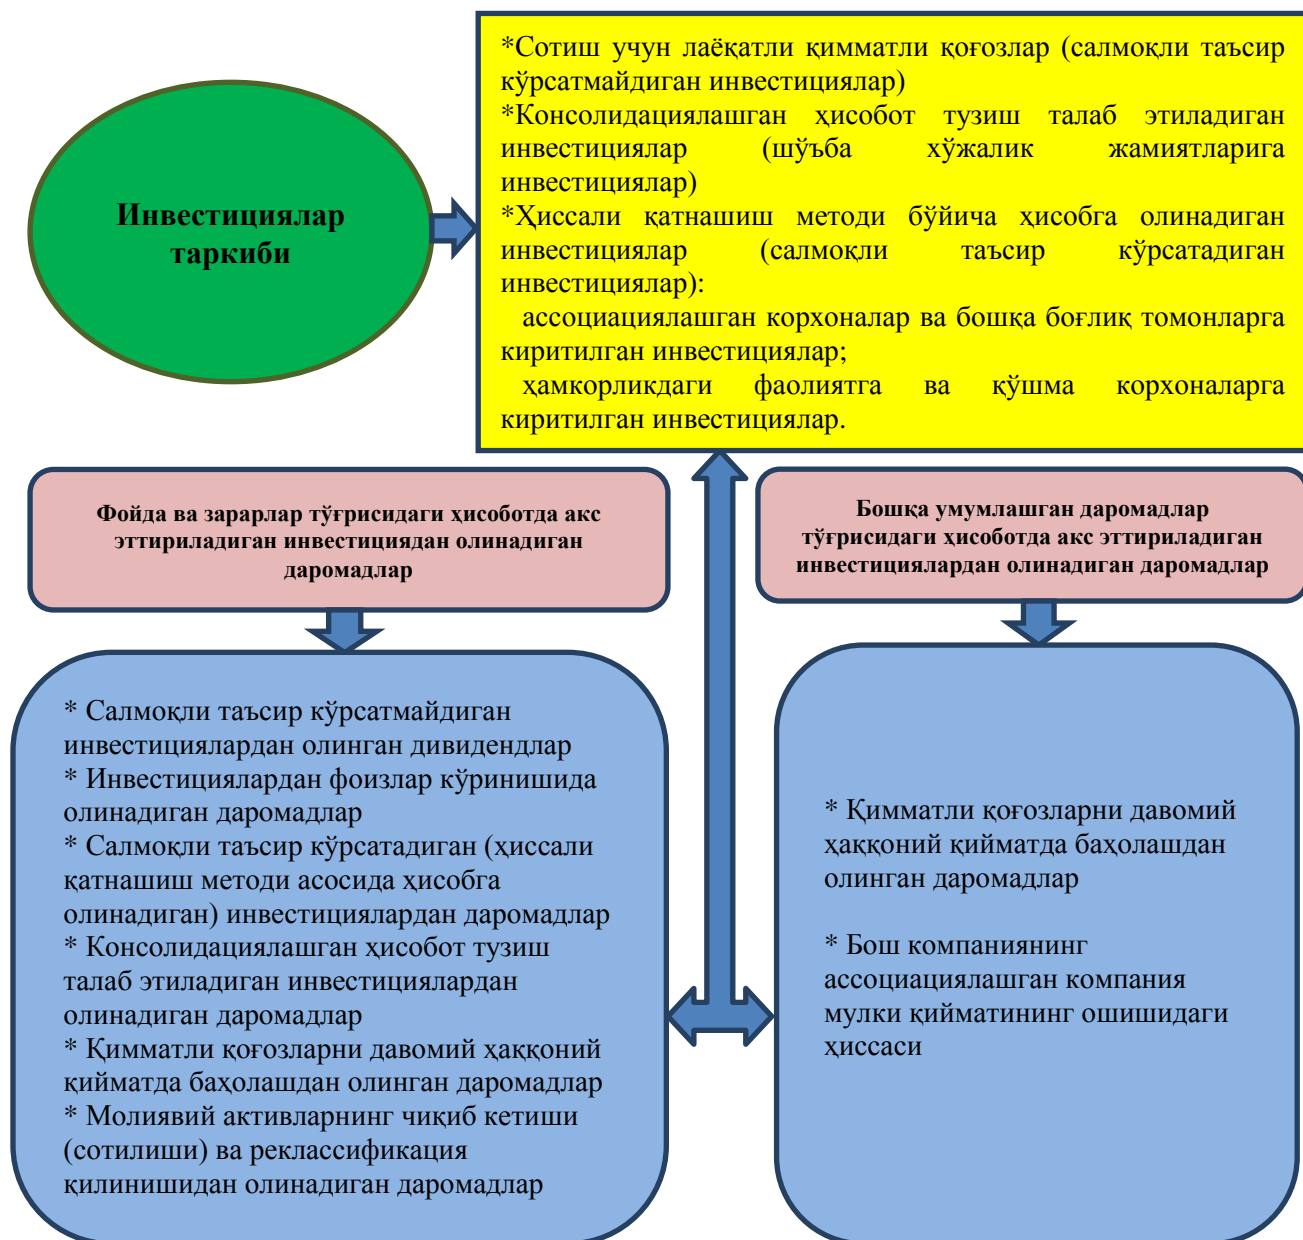 Инвестициялар
таркиби
*Сотиш учун лаёқатли қимматли қоғозлар (салмоқли таъсир
кўрсатмайдиган инвестициялар)
*Консолидациялашган ҳисобот тузиш талаб этиладиган
инвестициялар (шўъба хўжалик жамиятларига
инвестициялар)
*Ҳиссали қатнашиш методи бўйича ҳисобга олинадиган
инвестициялар (салмоқли таъсир кўрсатадиган
инвестициялар):
ассоциациялашган корхоналар ва бошқа боғлиқ томонларга
киритилган инвестициялар;
ҳамкорликдаги фаолиятга ва қўшма корхоналарга
киритилган инвестициялар.
Фойда ва зарарлар тўғрисидаги ҳисоботда акс
эттириладиган инвестициядан олинадиган
даромадлар
Бошқа умумлашган даромадлар
тўғрисидаги ҳисоботда акс эттириладиган
инвестициялардан олинадиган даромадлар
* Салмоқли таъсир кўрсатмайдиган
инвестициялардан олинган дивидендлар
* Инвестициялардан фоизлар кўринишида
олинадиган даромадлар
* Салмоқли таъсир кўрсатадиган (ҳиссали
қатнашиш методи асосида ҳисобга
олинадиган) инвестициялардан даромадлар
* Консолидациялашган ҳисобот тузиш
талаб этиладиган инвестициялардан
олинадиган даромадлар
* Қимматли қоғозларни давомий ҳаққоний
қийматда баҳолашдан олинган даромадлар
* Молиявий активларнинг чиқиб кетиши
(сотилиши) ва реклассификация
қилинишидан олинадиган даромадлар
* Қимматли қоғозларни давомий
ҳаққоний қийматда баҳолашдан
олинган даромадлар
* Бош компаниянинг
ассоциациялашган компания
мулки қийматининг ошишидаги
ҳиссаси